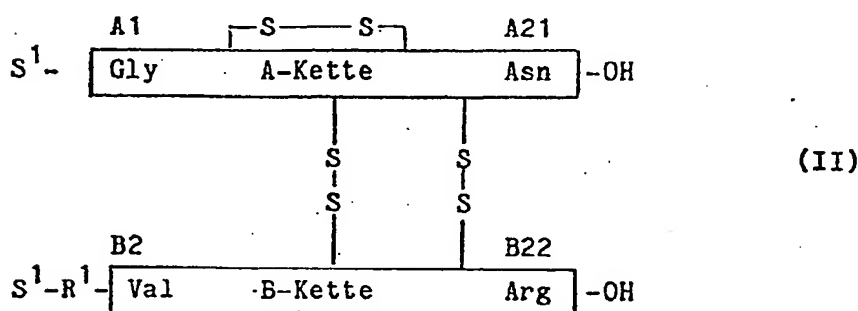 A1 S S A21
S¹- Gly A-Kette Asn -OH
S S
(II)
S S
B2 B22
S¹-R¹- Val B-Kette Arg -OH